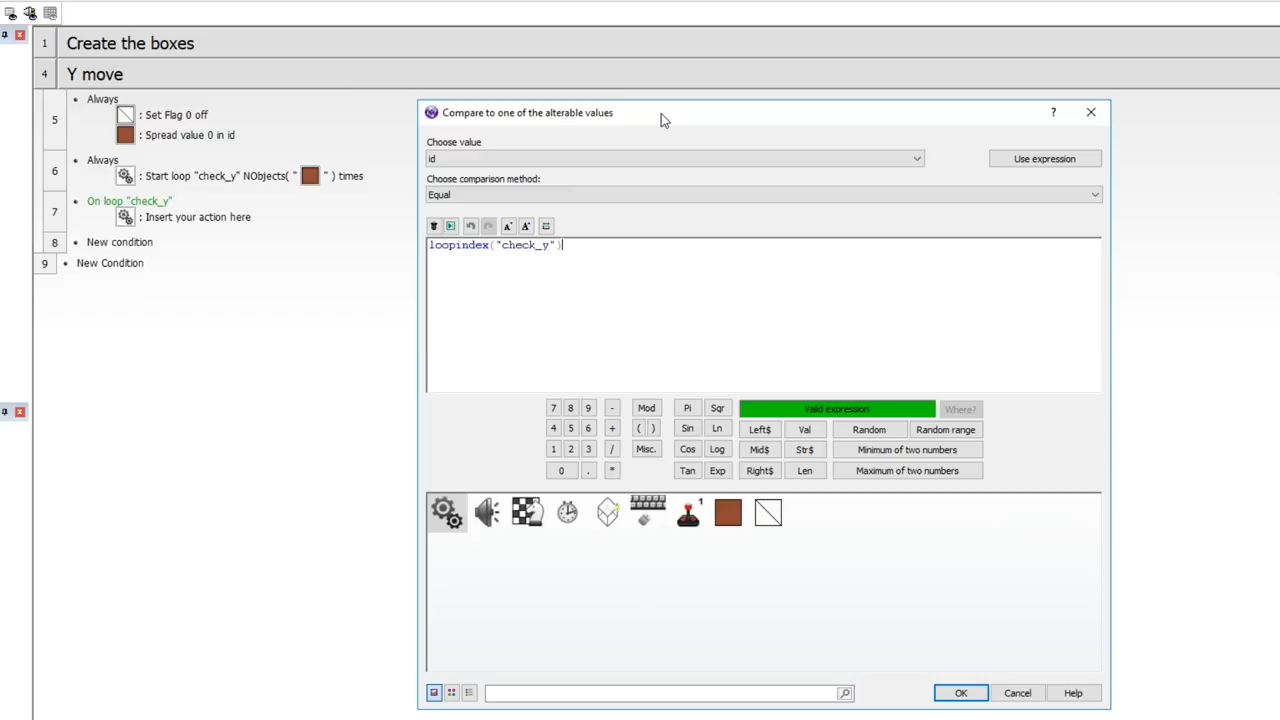 1 Create the boxes
4 Y move
5 • Always
: Set Flag 0 off
: Spread value 0 in id
6 • Always
: Start loop "check_y" NObjects( " " ) times
7 • On loop "check_y"
: Insert your action here
8 • New condition
9 • New Condition
Compare to one of the alterable values
?
Choose value
id
Use expression
Choose comparison method:
Equal
loopindex("check_y")
7 8 9 - Mod Pi Sqr Valid expression Where?
4 5 6 + ( ) Sin Ln Left$ Val Random Random range
1 2 3 / Misc. Cos Log Mid$ Str$ Minimum of two numbers
0 . * Tan Exp Right$ Len Maximum of two numbers
1
OK Cancel Help